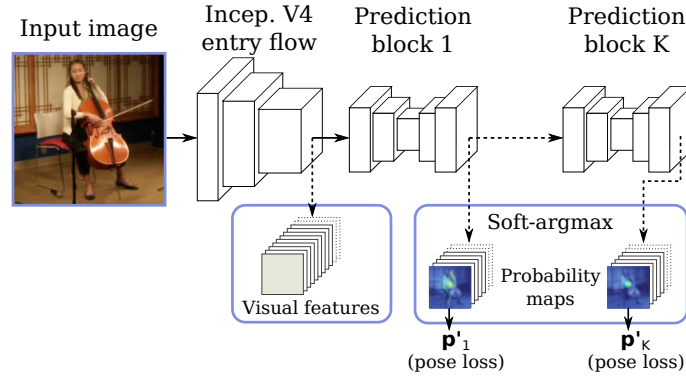 Input image
Incep. V4
entry flow
Prediction
block 1
Prediction
block K
Visual features
Soft-argmax
Probability
maps
p'1
(pose loss)
p'K
(pose loss)